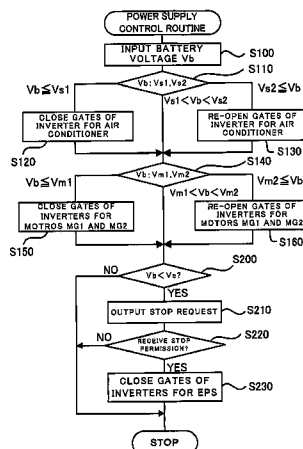 POWER SUPPLY
CONTROL ROUTINE
INPUT BATTERY
VOLTAGE Vb
S100
S110
Vb:Vs1,Vs2
Vb≦Vs1
Vs1<Vb<Vs2
Vs2≦Vb
CLOSE GATES OF
INVERTER FOR AIR
CONDITIONER
S120
RE-OPEN GATES OF
INVERTER FOR AIR
CONDITIONER
S130
S140
Vb:Vm1,Vm2
Vb≦Vm1
Vm1<Vb<Vm2
Vm2≦Vb
CLOSE GATES OF
INVERTERS FOR
MOTROS MG1 AND MG2
S150
RE-OPEN GATES OF
INVERTERS FOR
MOTORS MG1 AND MG2
S160
S200
NO
Vb<Ve?
YES
S210
OUTPUT STOP REQUEST
S220
NO
RECEIVE STOP
PERMISSION?
YES
S230
CLOSE GATES OF
INVERTERS FOR EPS
STOP